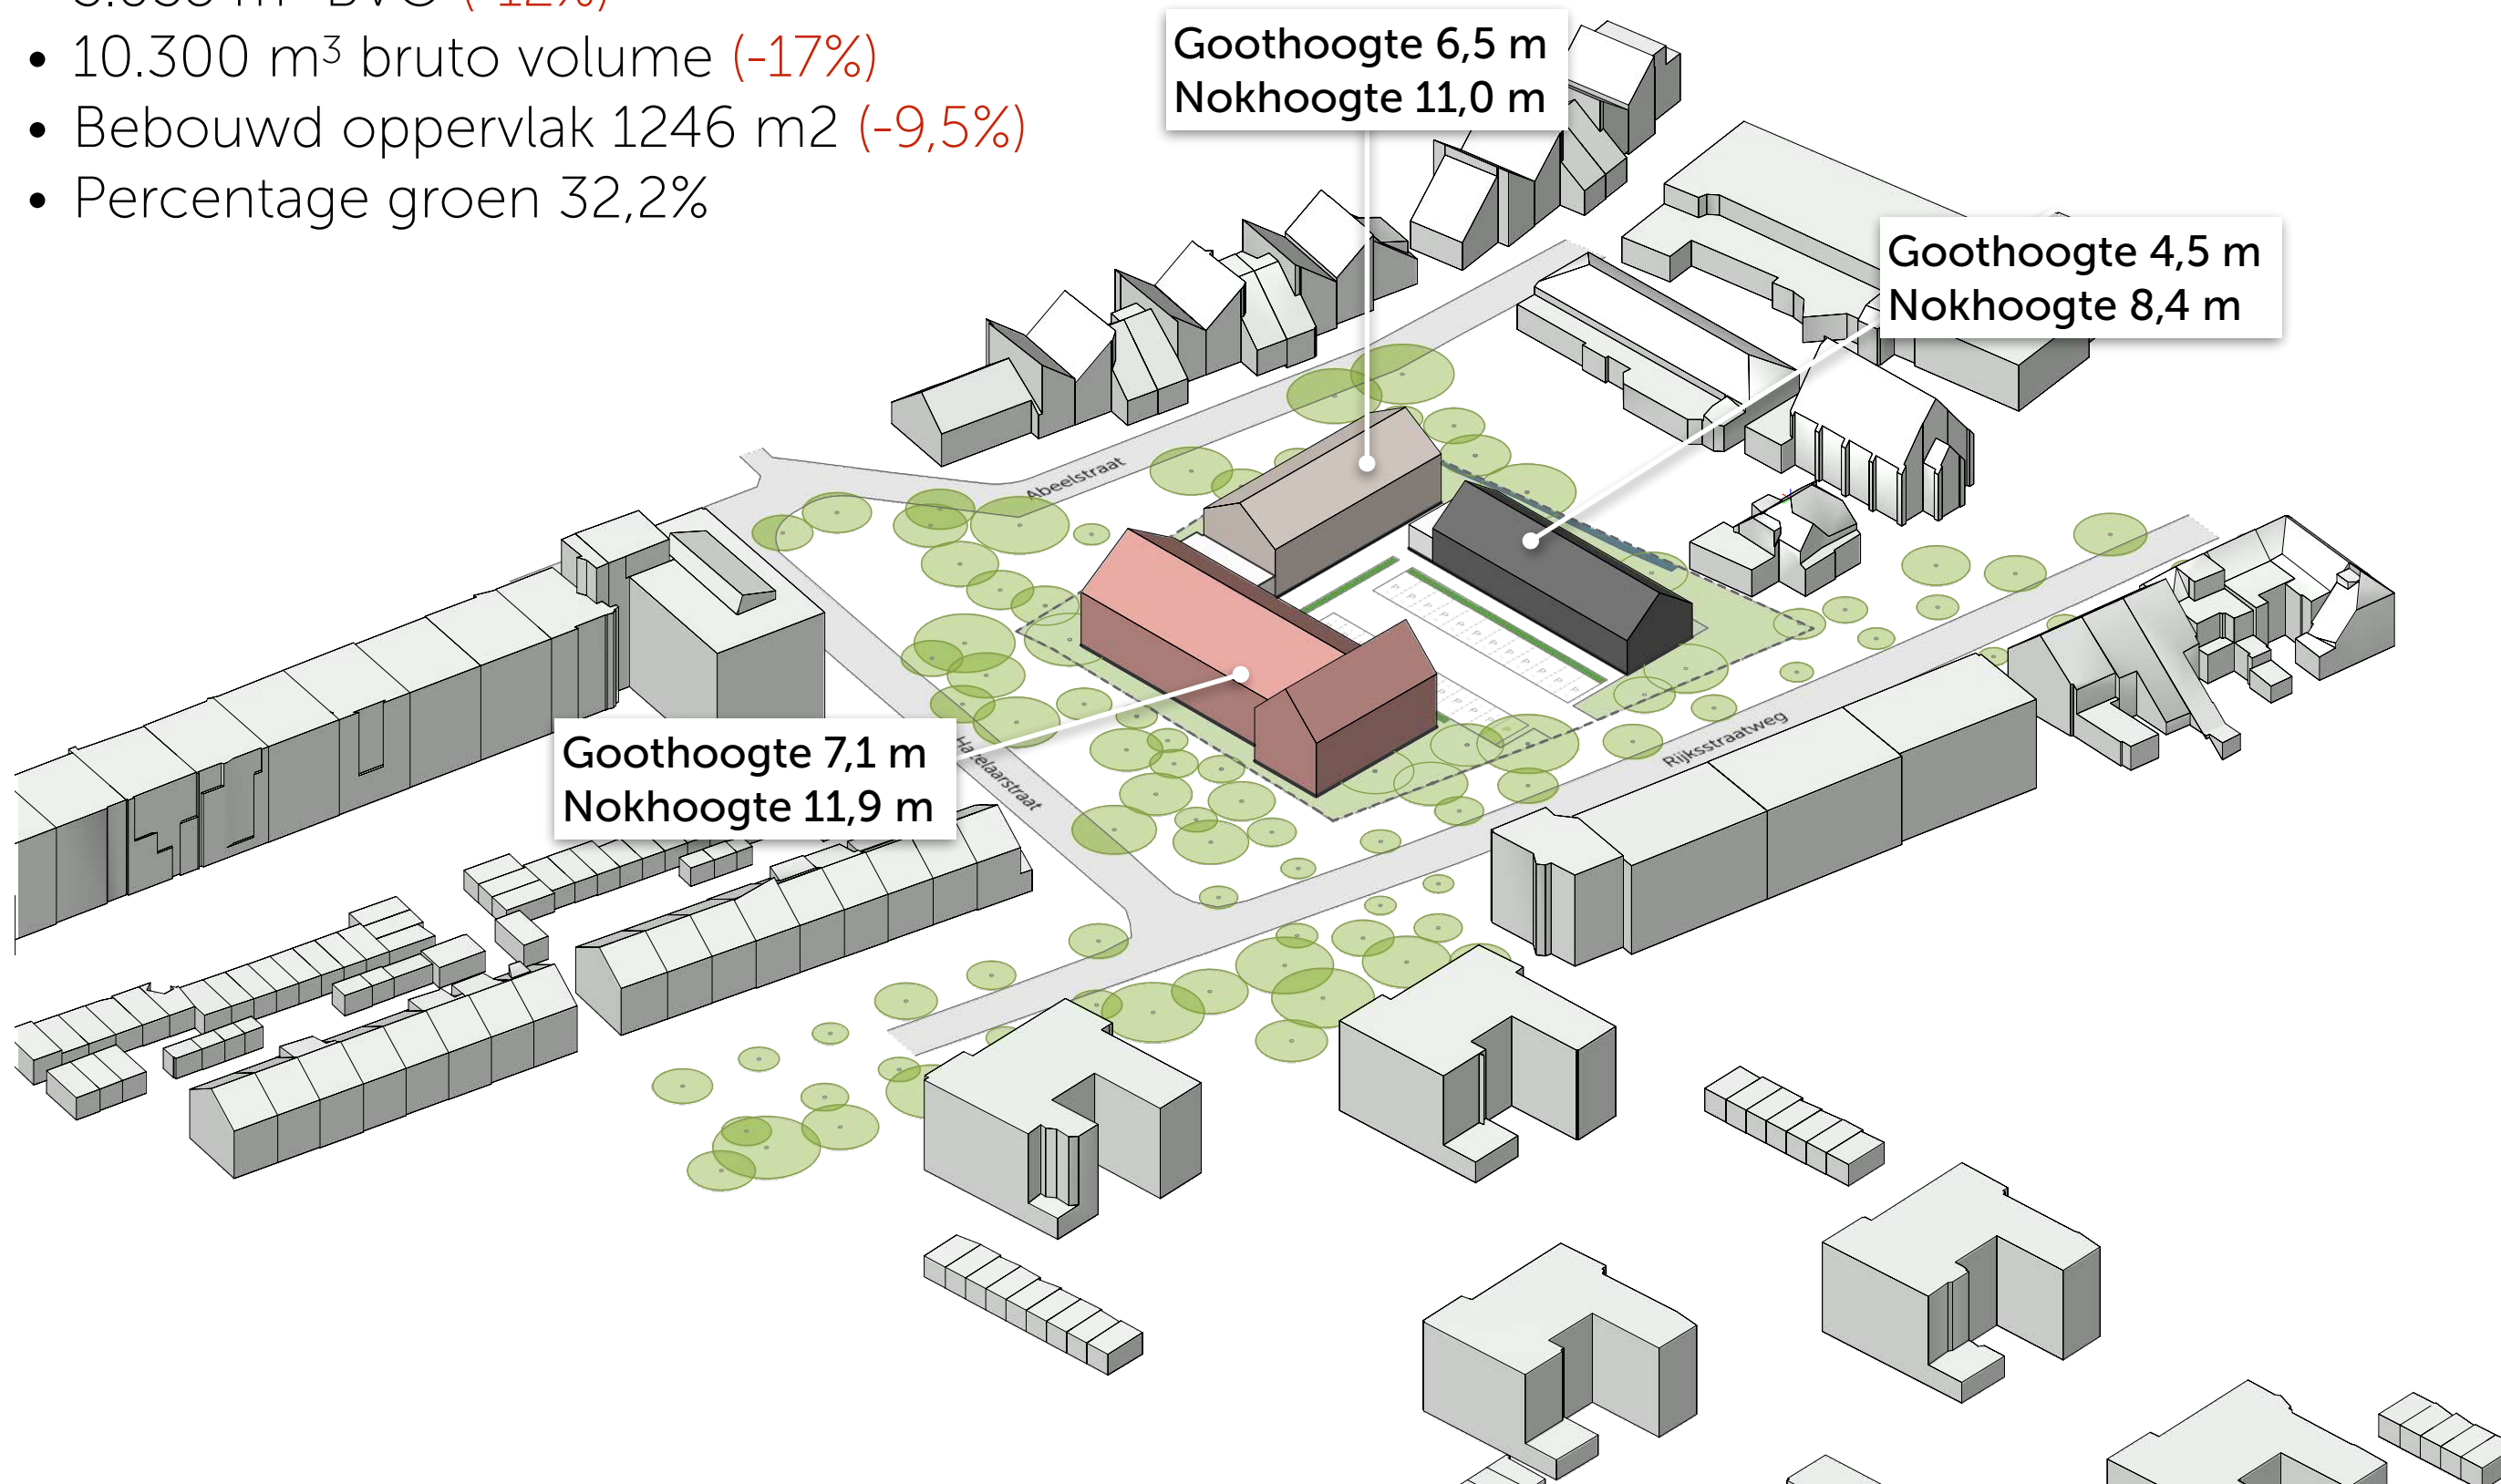 • 10.300 m³ bruto volume (-17%)
• Bebouwd oppervlak 1246 m2 (-9,5%)
• Percentage groen 32,2%
Goothoogte 6,5 m
Nokhoogte 11,0 m
Goothoogte 4,5 m
Nokhoogte 8,4 m
Abeelstraat
Goothoogte 7,1 m
Nokhoogte 11,9 m
Rijksstraatweg